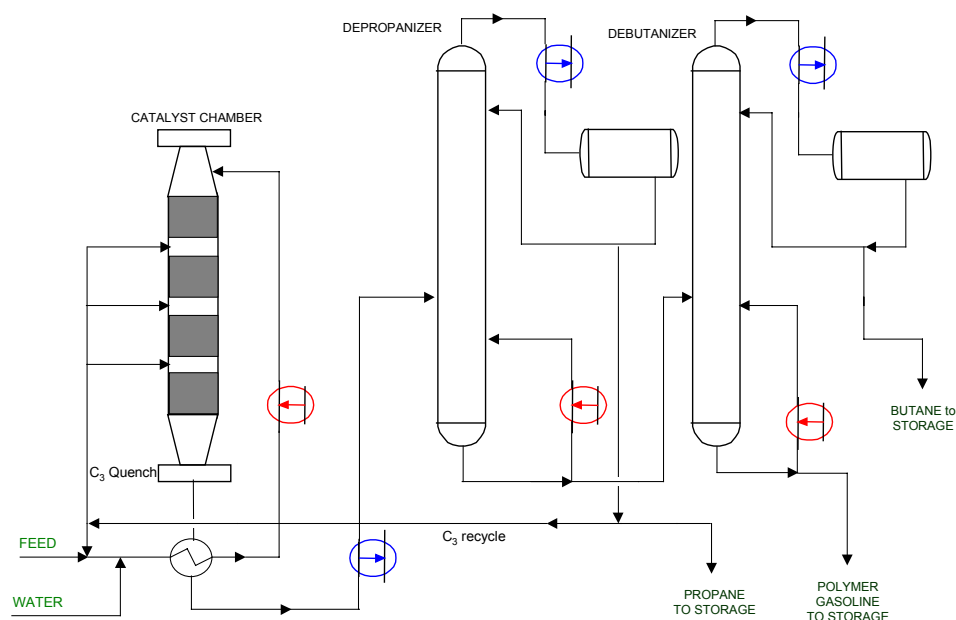 DEPROPANIZER
DEBUTANIZER
CATALYST CHAMBER
BUTANE to
STORAGE
C₃ Quench
C₃ recycle
FEED
WATER
PROPANE
TO STORAGE
POLYMER
GASOLINE
TO STORAGE